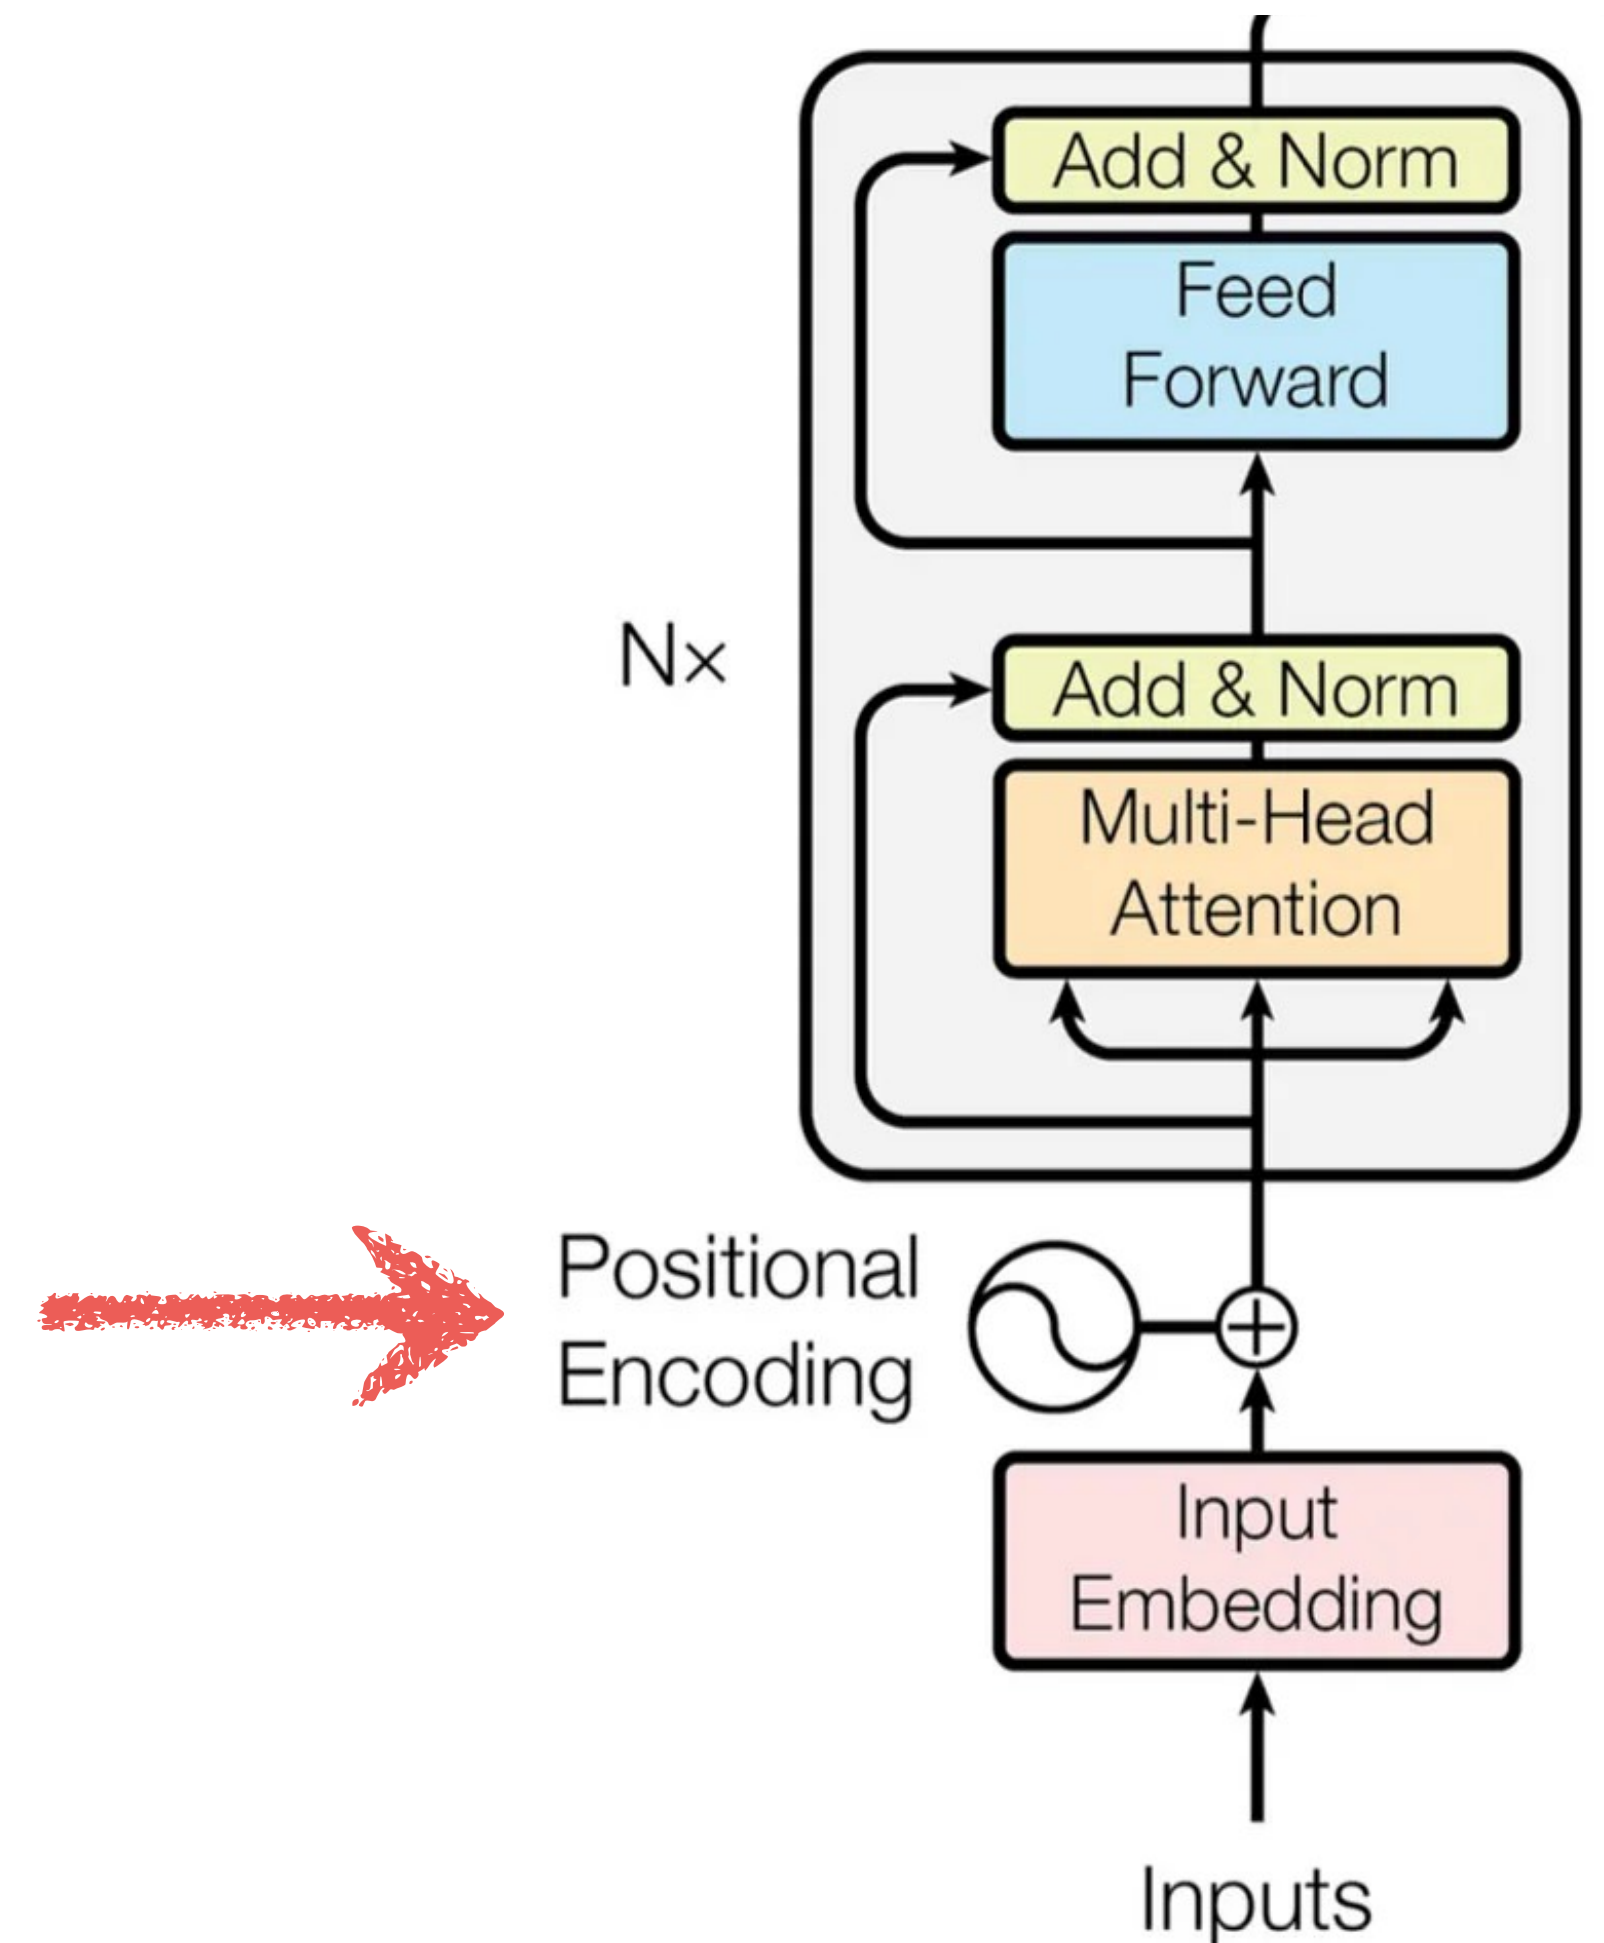 Add & Norm
Feed
Forward
Nx
Add & Norm
Multi-Head
Attention
Positional
Encoding
Input
Embedding
Inputs